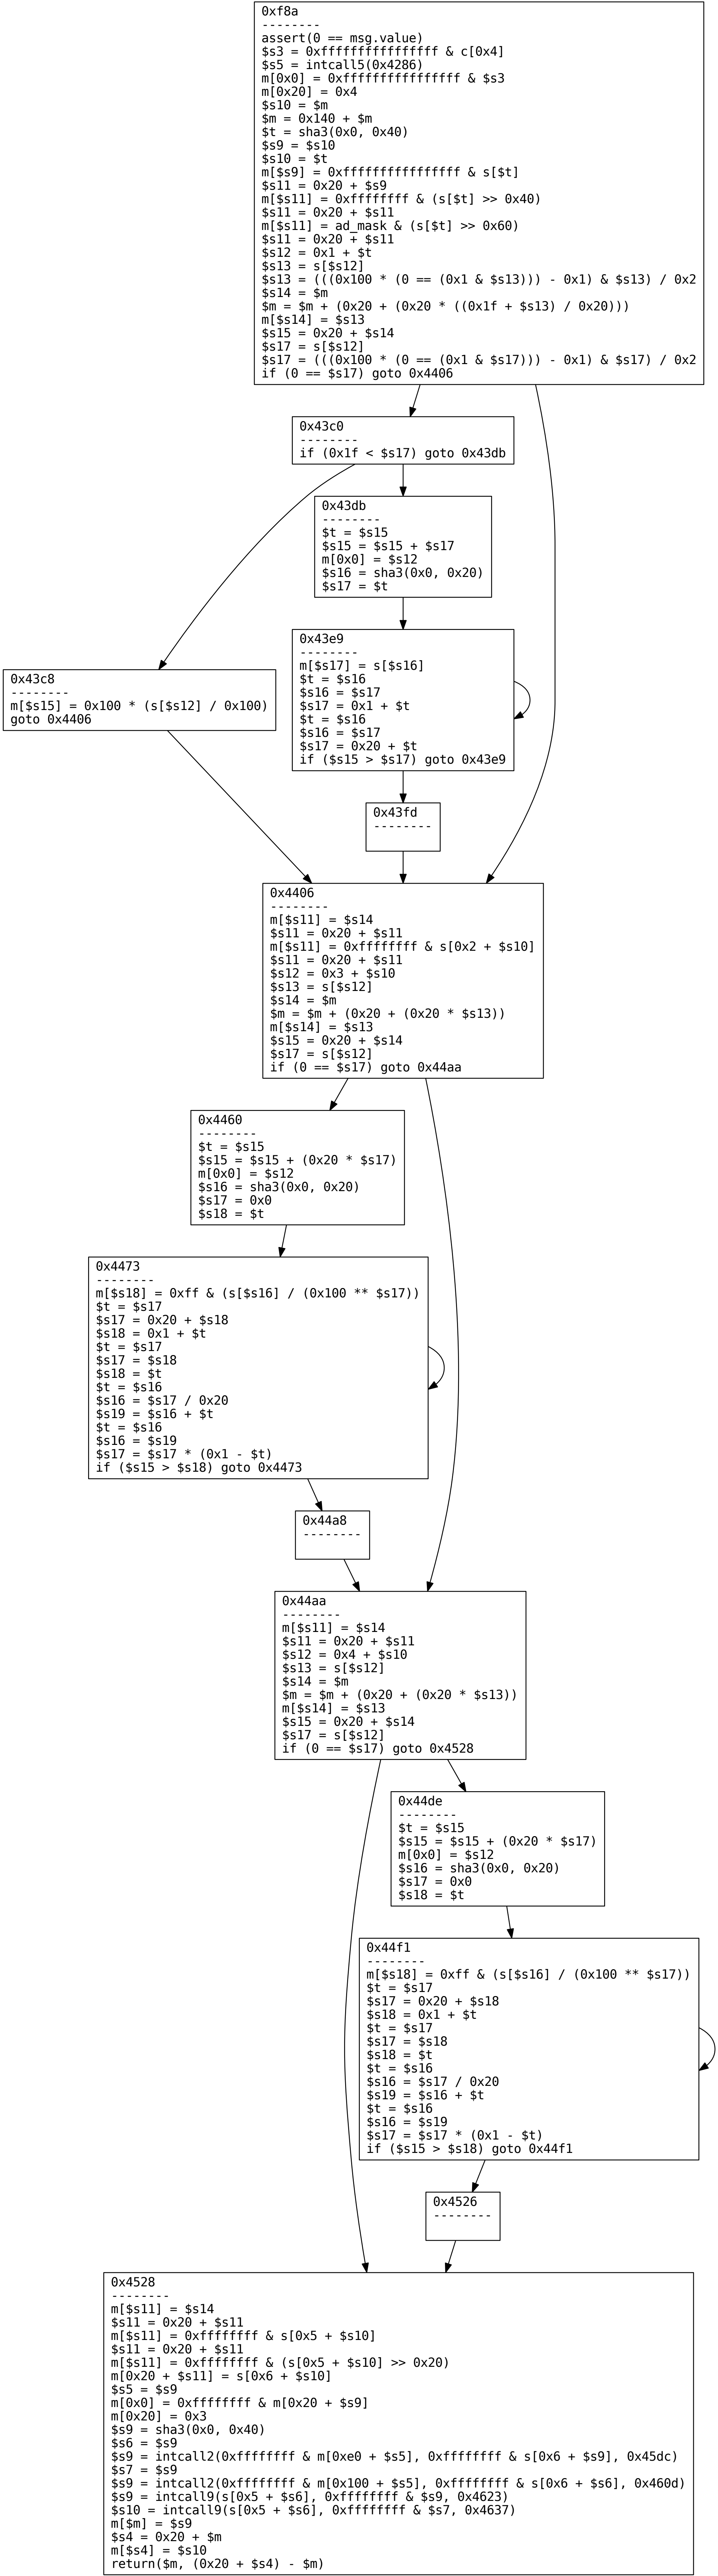 0xf8a
--------
assert(0 == msg.value)
$s3 = 0xffffffffffffffff & c[0x4]
$s5 = intcall5(0x4286)
m[0x0] = 0xffffffffffffffff & $s3
m[0x20] = 0x4
$s10 = $m
$m = 0x140 + $m
$t = sha3(0x0, 0x40)
$s9 = $s10
$s10 = $t
m[$s9] = 0xffffffffffffffff & s[$t]
$s11 = 0x20 + $s9
m[$s11] = 0xffffffff & (s[$t] >> 0x40)
$s11 = 0x20 + $s11
m[$s11] = ad_mask & (s[$t] >> 0x60)
$s11 = 0x20 + $s11
$s12 = 0x1 + $t
$s13 = s[$s12]
$s13 = (((0x100 * (0 == (0x1 & $s13))) - 0x1) & $s13) / 0x2
$s14 = $m
$m = $m + (0x20 + (0x20 * ((0x1f + $s13) / 0x20)))
m[$s14] = $s13
$s15 = 0x20 + $s14
$s17 = s[$s12]
$s17 = (((0x100 * (0 == (0x1 & $s17))) - 0x1) & $s17) / 0x2
if (0 == $s17) goto 0x4406
0x43c0
--------
if (0x1f < $s17) goto 0x43db
0x43db
--------
$t = $s15
$s15 = $s15 + $s17
m[0x0] = $s12
$s16 = sha3(0x0, 0x20)
$s17 = $t
0x43e9
--------
m[$s17] = s[$s16]
$t = $s16
$s16 = $s17
$s17 = 0x1 + $t
$t = $s16
$s16 = $s17
$s17 = 0x20 + $t
if ($s15 > $s17) goto 0x43e9
0x43c8
--------
m[$s15] = 0x100 * (s[$s12] / 0x100)
goto 0x4406
0x43fd
--------
0x4406
--------
m[$s11] = $s14
$s11 = 0x20 + $s11
m[$s11] = 0xffffffff & s[0x2 + $s10]
$s11 = 0x20 + $s11
$s12 = 0x3 + $s10
$s13 = s[$s12]
$s14 = $m
$m = $m + (0x20 + (0x20 * $s13))
m[$s14] = $s13
$s15 = 0x20 + $s14
$s17 = s[$s12]
if (0 == $s17) goto 0x44aa
0x4460
--------
$t = $s15
$s15 = $s15 + (0x20 * $s17)
m[0x0] = $s12
$s16 = sha3(0x0, 0x20)
$s17 = 0x0
$s18 = $t
0x4473
--------
m[$s18] = 0xff & (s[$s16] / (0x100 ** $s17))
$t = $s17
$s17 = 0x20 + $s18
$s18 = 0x1 + $t
$t = $s17
$s17 = $s18
$s18 = $t
$t = $s16
$s16 = $s17 / 0x20
$s19 = $s16 + $t
$t = $s16
$s16 = $s19
$s17 = $s17 * (0x1 - $t)
if ($s15 > $s18) goto 0x4473
0x44a8
--------
0x44aa
--------
m[$s11] = $s14
$s11 = 0x20 + $s11
$s12 = 0x4 + $s10
$s13 = s[$s12]
$s14 = $m
$m = $m + (0x20 + (0x20 * $s13))
m[$s14] = $s13
$s15 = 0x20 + $s14
$s17 = s[$s12]
if (0 == $s17) goto 0x4528
0x44de
--------
$t = $s15
$s15 = $s15 + (0x20 * $s17)
m[0x0] = $s12
$s16 = sha3(0x0, 0x20)
$s17 = 0x0
$s18 = $t
0x44f1
--------
m[$s18] = 0xff & (s[$s16] / (0x100 ** $s17))
$t = $s17
$s17 = 0x20 + $s18
$s18 = 0x1 + $t
$t = $s17
$s17 = $s18
$s18 = $t
$t = $s16
$s16 = $s17 / 0x20
$s19 = $s16 + $t
$t = $s16
$s16 = $s19
$s17 = $s17 * (0x1 - $t)
if ($s15 > $s18) goto 0x44f1
0x4526
--------
0x4528
--------
m[$s11] = $s14
$s11 = 0x20 + $s11
m[$s11] = 0xffffffff & s[0x5 + $s10]
$s11 = 0x20 + $s11
m[$s11] = 0xffffffff & (s[0x5 + $s10] >> 0x20)
m[0x20 + $s11] = s[0x6 + $s10]
$s5 = $s9
m[0x0] = 0xffffffff & m[0x20 + $s9]
m[0x20] = 0x3
$s9 = sha3(0x0, 0x40)
$s6 = $s9
$s9 = intcall2(0xffffffff & m[0xe0 + $s5], 0xffffffff & s[0x6 + $s9], 0x45dc)
$s7 = $s9
$s9 = intcall2(0xffffffff & m[0x100 + $s5], 0xffffffff & s[0x6 + $s6], 0x460d)
$s9 = intcall9(s[0x5 + $s6], 0xffffffff & $s9, 0x4623)
$s10 = intcall9(s[0x5 + $s6], 0xffffffff & $s7, 0x4637)
m[$m] = $s9
$s4 = 0x20 + $m
m[$s4] = $s10
return($m, (0x20 + $s4) - $m)